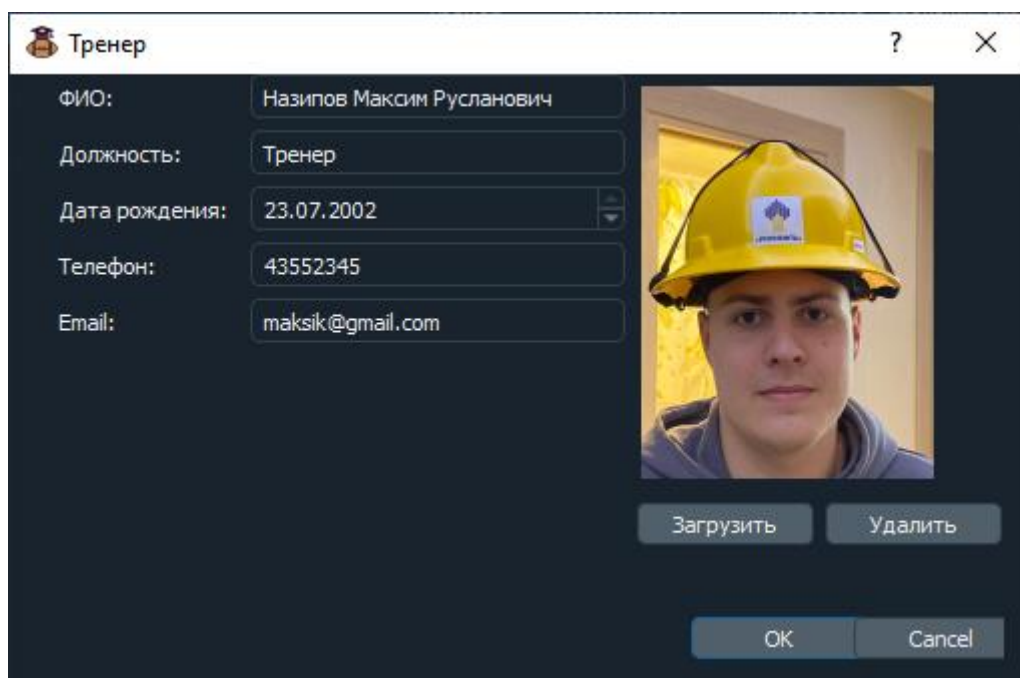 Тренер
?
ФИО: Назипов Максим Русланович
Должность: Тренер
Дата рождения: 23.07.2002
Телефон: 43552345
Email: maksik@gmail.com
Загрузить Удалить
OK Cancel